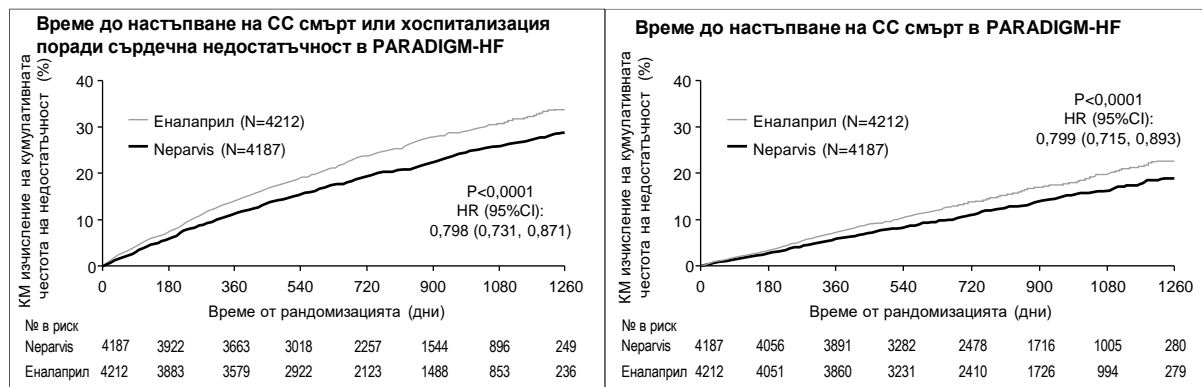 Време до настъпване на СС смърт или хоспитализация
поради сърдечна недостатъчност в PARADIGM-HF
КМ изчисление на кумулативната
честота на недостатъчност (%)
40
30
20
10
0
Еналаприл (N=4212)
Neparvis (N=4187)
P<0,0001
HR (95%CI):
0,798 (0,731, 0,871)
0 180 360 540 720 900 1080 1260
Време от рандомизацията (дни)
№ в риск
Neparvis 4187 3922 3663 3018 2257 1544 896 249
Еналаприл 4212 3883 3579 2922 2123 1488 853 236
Време до настъпване на СС смърт в PARADIGM-HF
КМ изчисление на кумулативната
честота на недостатъчност (%)
40
30
20
10
0
Еналаприл (N=4212)
Neparvis (N=4187)
P<0,0001
HR (95%CI):
0,799 (0,715, 0,893)
0 180 360 540 720 900 1080 1260
Време от рандомизацията (дни)
№ в риск
Neparvis 4187 4056 3891 3282 2478 1716 1005 280
Еналаприл 4212 4051 3860 3231 2410 1726 994 279